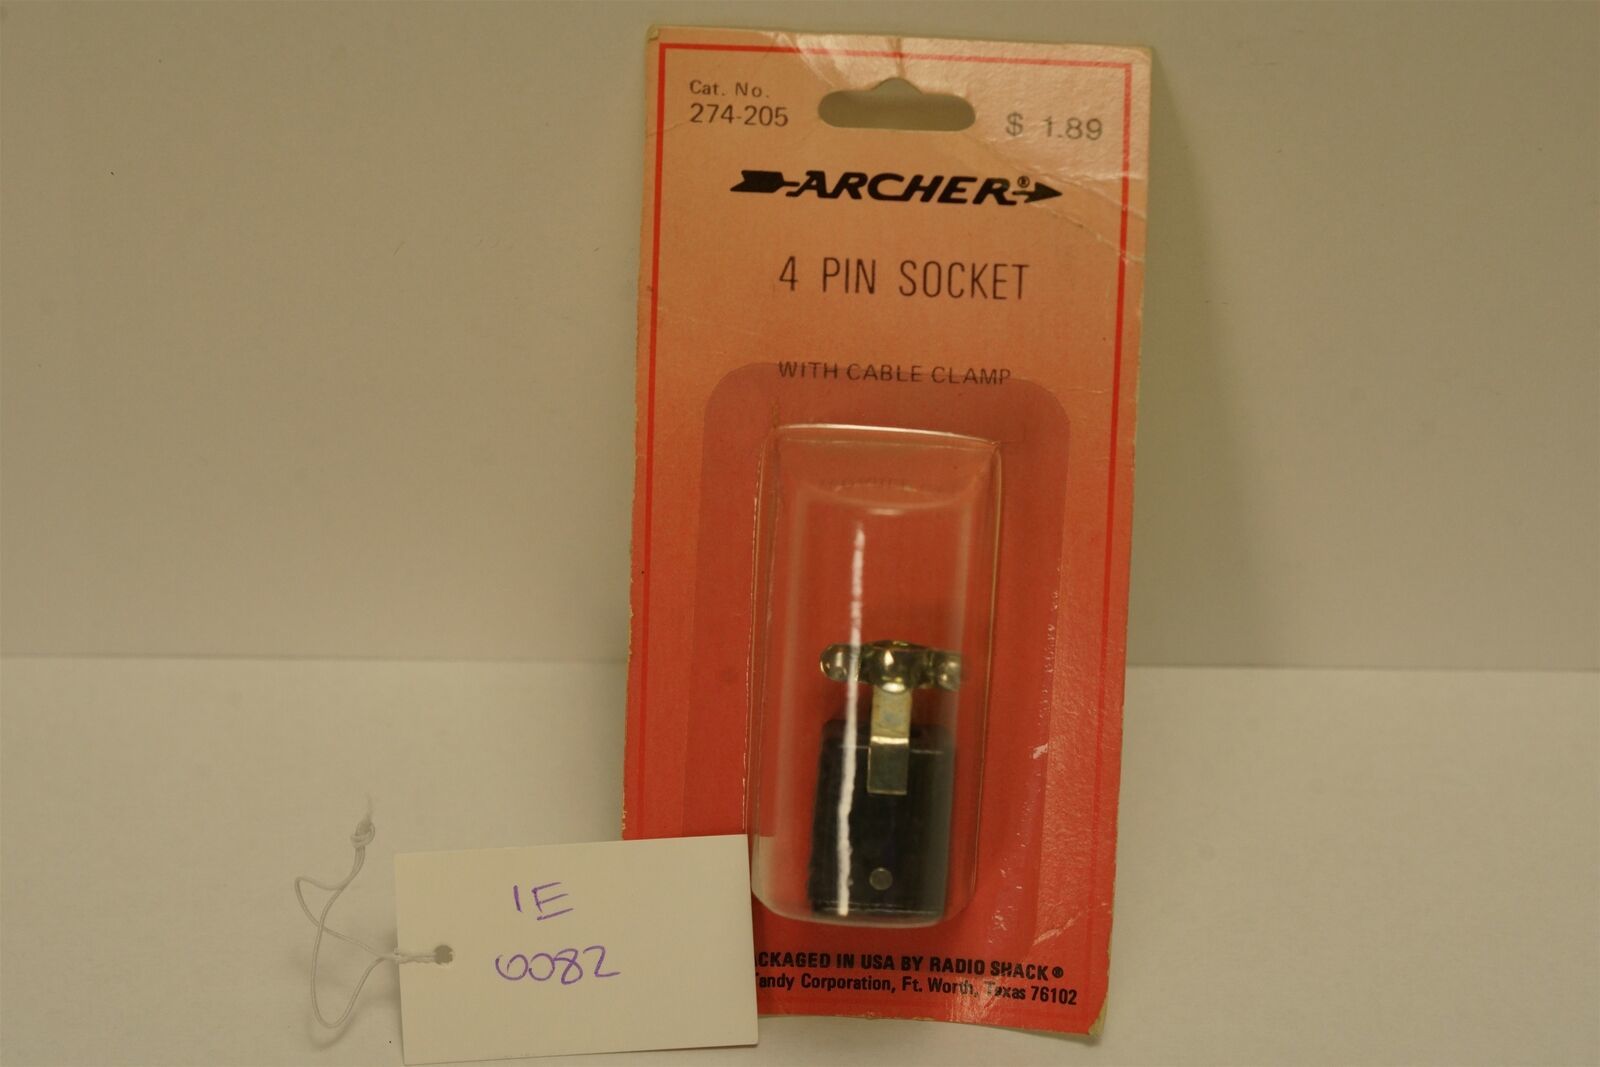 Cat. No.
274-205
$ 1.89
ARCHER®
4 PIN SOCKET
WITH CABLE CLAMP
ACKAGED IN USA BY RADIO SHACK®
Tandy Corporation, Ft. Worth, Texas 76102
1E
6082